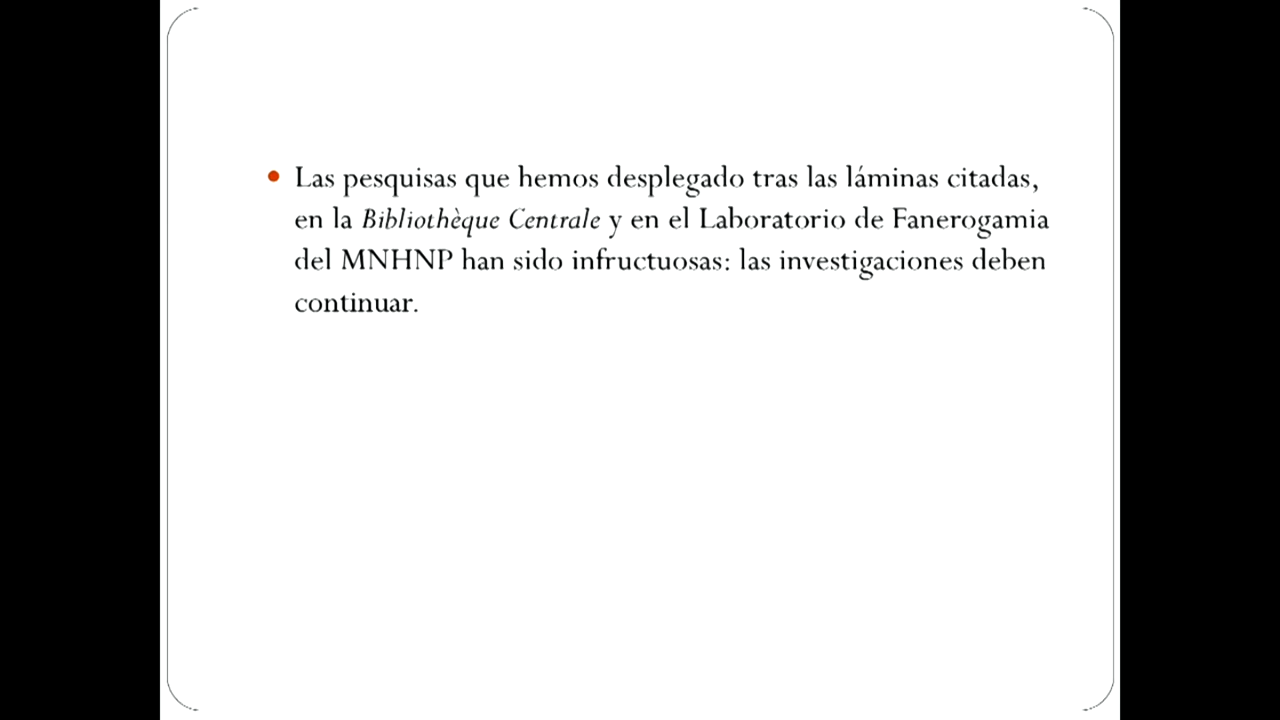 • Las pesquisas que hemos desplegado tras las láminas citadas,
en la Bibliothèque Centrale y en el Laboratorio de Fanerogamia
del MNHNP han sido infructuosas: las investigaciones deben
continuar.